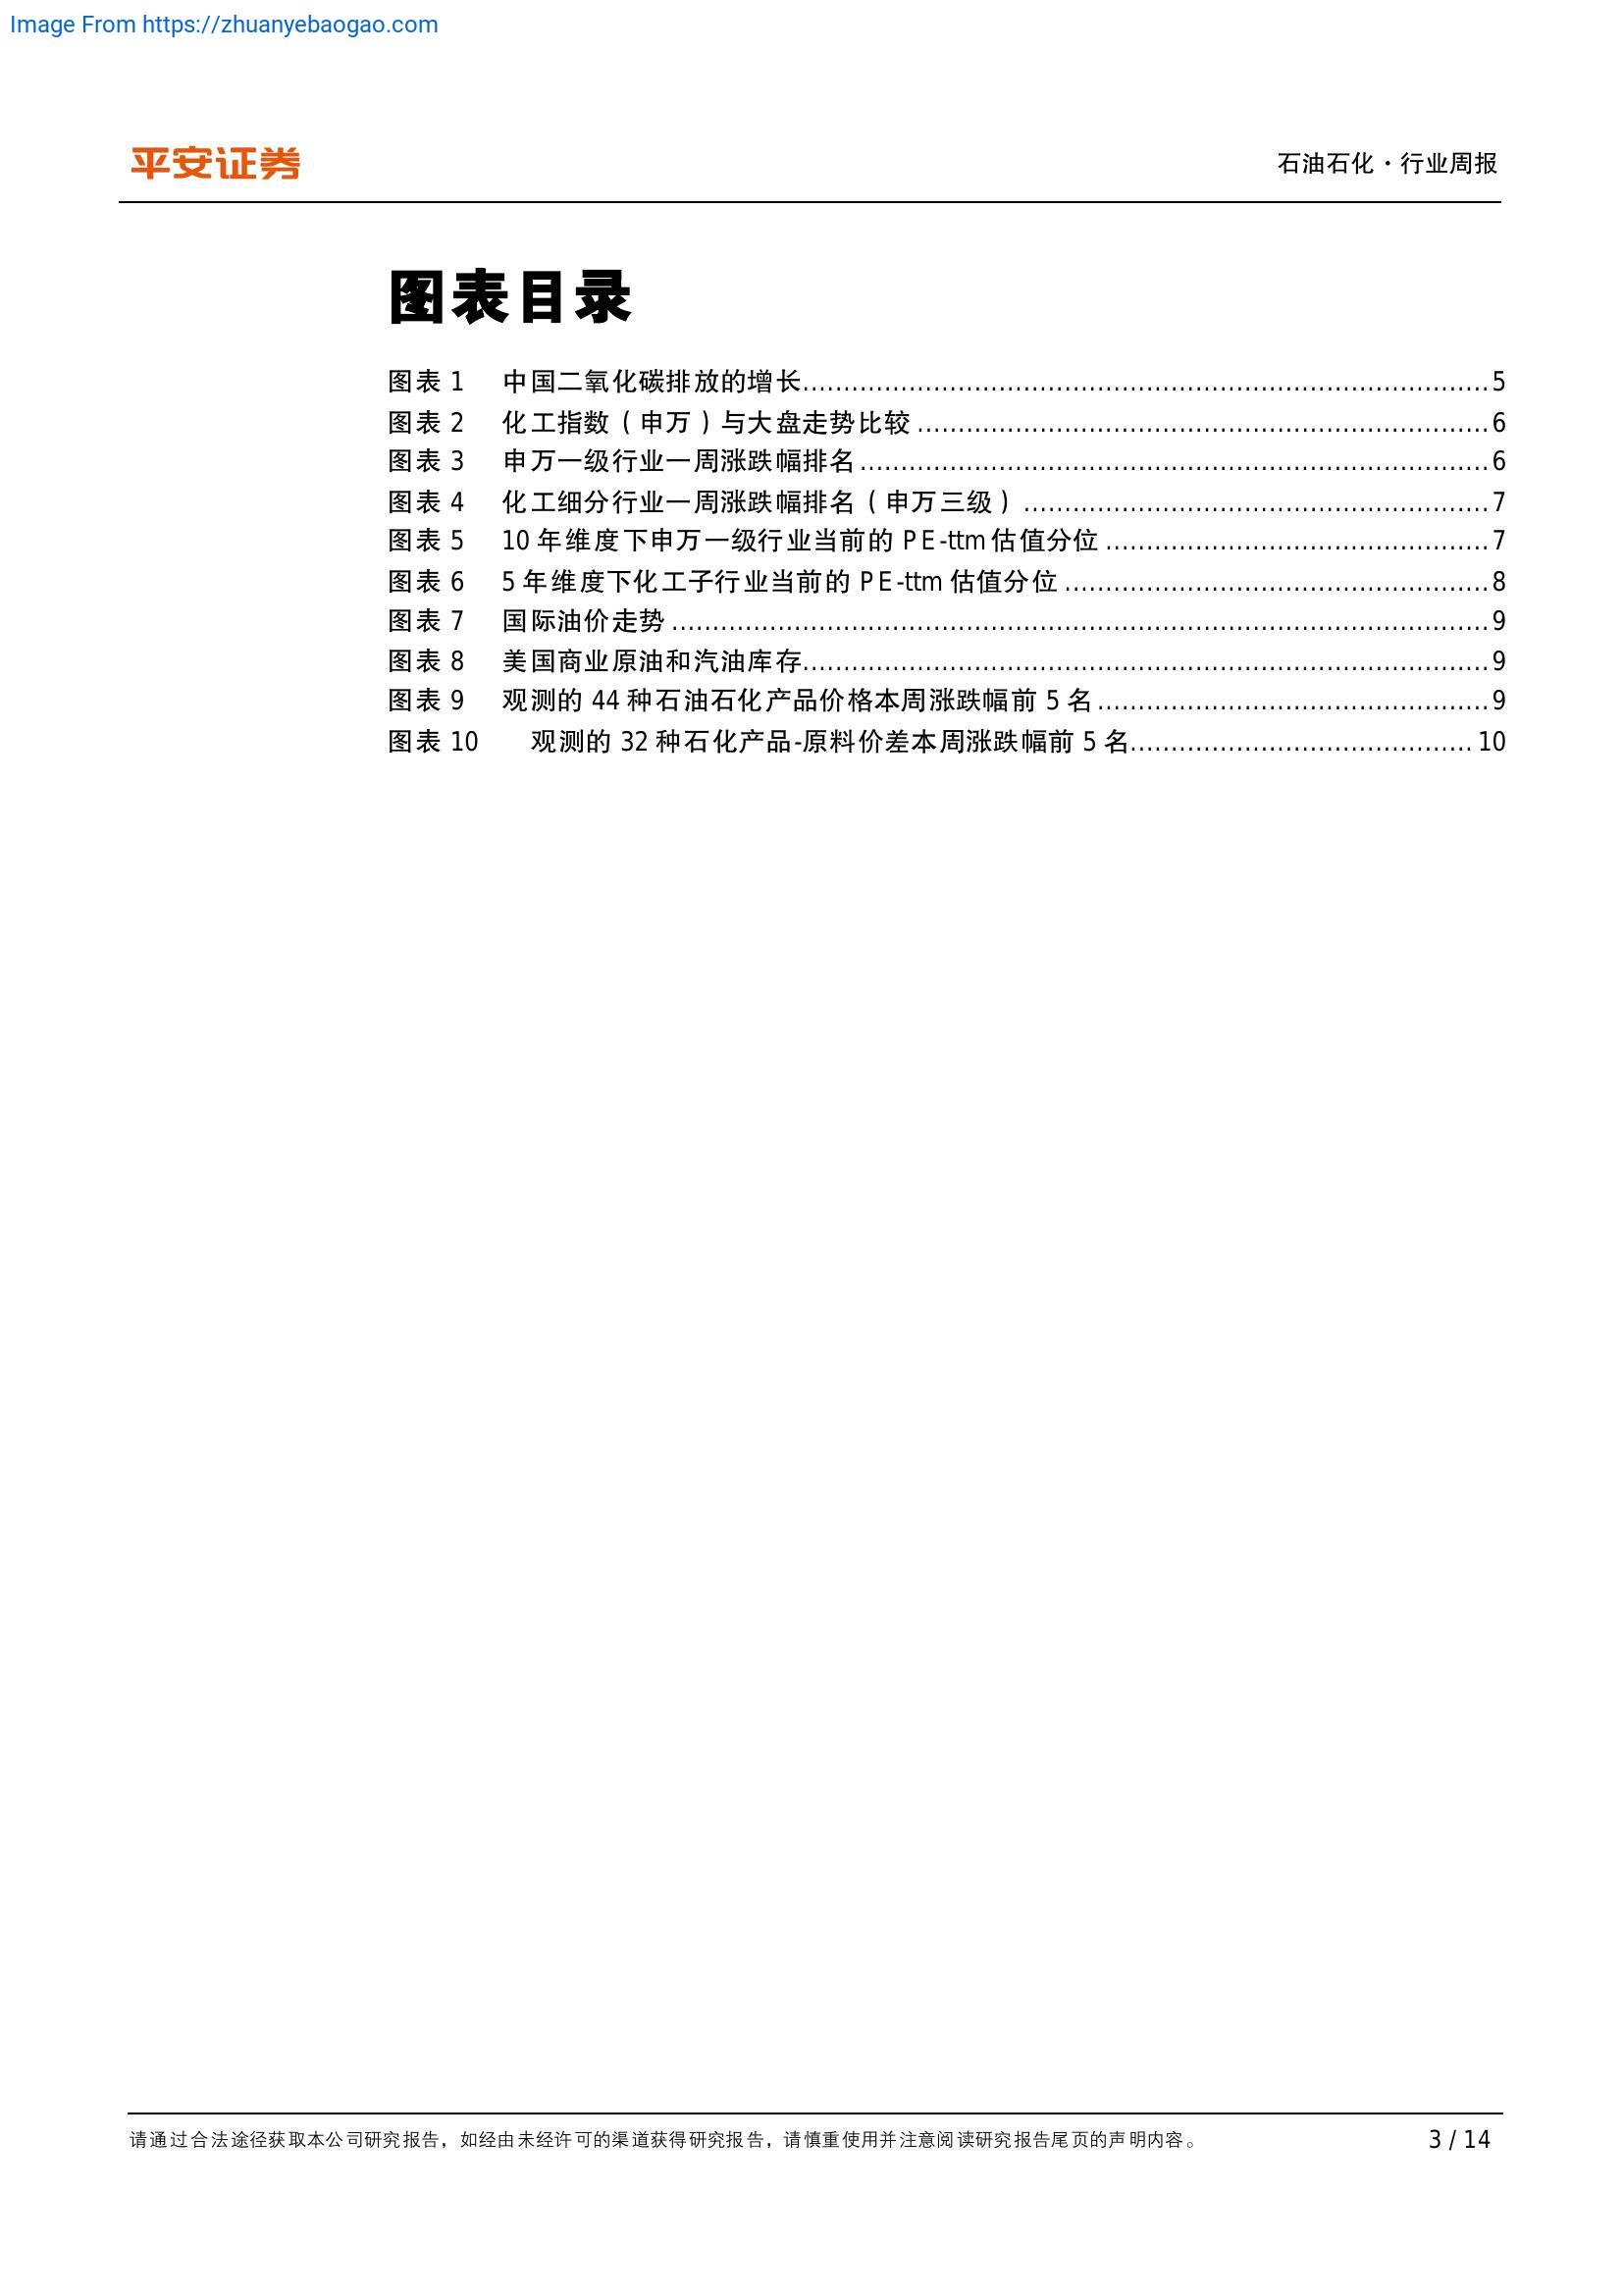 Image From https://zhuanyebaogao.com
平安证券
石油石化·行业周报
图表目录
图表 1 中国二氧化碳排放的增长........................................5
图表 2 化工指数（申万）与大盘走势比较........................................6
图表 3 申万一级行业一周涨跌幅排名........................................6
图表 4 化工细分行业一周涨跌幅排名（申万三级）........................................7
图表 5 10 年维度下申万一级行业当前的 PE-ttm 估值分位........................................7
图表 6 5 年维度下化工子行业当前的 PE-ttm 估值分位........................................8
图表 7 国际油价走势........................................9
图表 8 美国商业原油和汽油库存........................................9
图表 9 观测的 44 种石油石化产品价格本周涨跌幅前 5 名........................................9
图表 10 观测的 32 种石化产品-原料价差本周涨跌幅前 5 名........................................10
请通过合法途径获取本公司研究报告，如经由未经许可的渠道获得研究报告，请慎重使用并注意阅读研究报告尾页的声明内容。
3 / 14